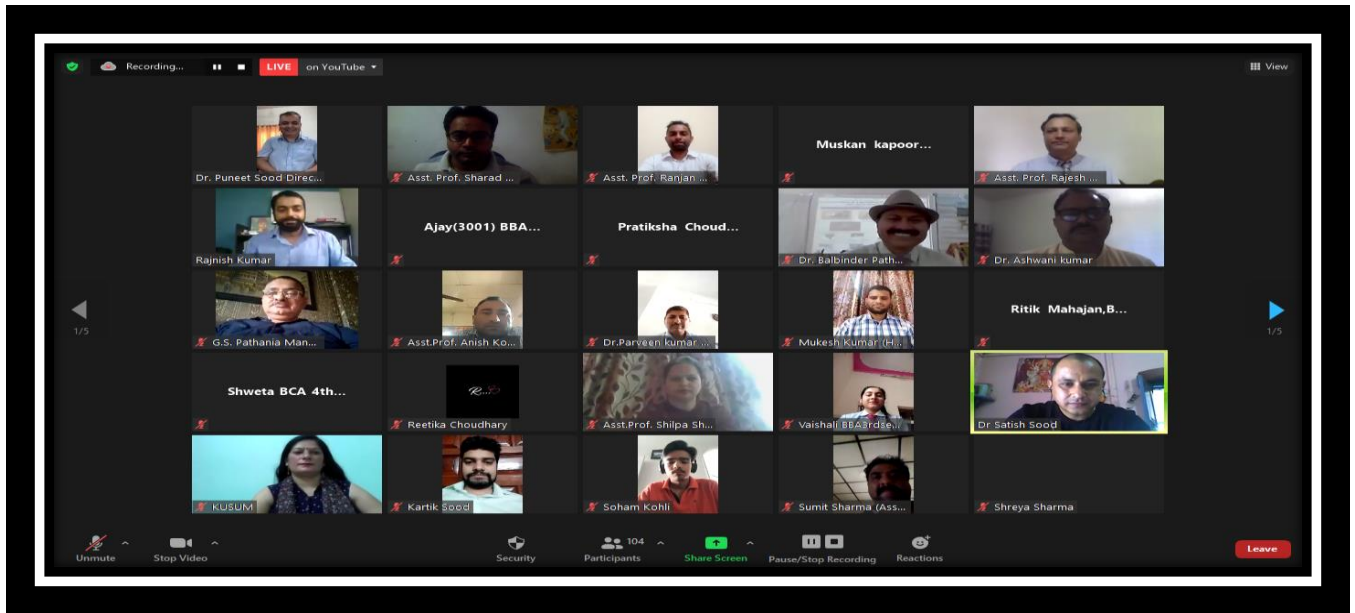 Recording...
LIVE on YouTube
View
Dr. Puneet Sood Direc...
Asst. Prof. Sharad ...
Asst. Prof. Ranjan ...
Muskan kapoor...
Asst. Prof. Rajesh ...
Rajnish Kumar
Ajay(3001) BBA...
Pratiksha Choud...
Dr. Balbinder Path...
Dr. Ashwani kumar
1/5
G.S. Pathania Man...
Asst.Prof. Anish Ko...
Dr.Parveen kumar ...
Mukesh Kumar (H...
Ritik Mahajan,B...
1/5
Shweta BCA 4th...
Reetika Choudhary
Asst.Prof. Shilpa Sh...
Vaishali BBA3rdse...
Dr Satish Sood
KUSUM
Kartik Sood
Soham Kohli
Sumit Sharma (Ass...
Shreya Sharma
Unmute
Stop Video
Security
Participants 104
Share Screen
Pause/Stop Recording
Reactions
Leave